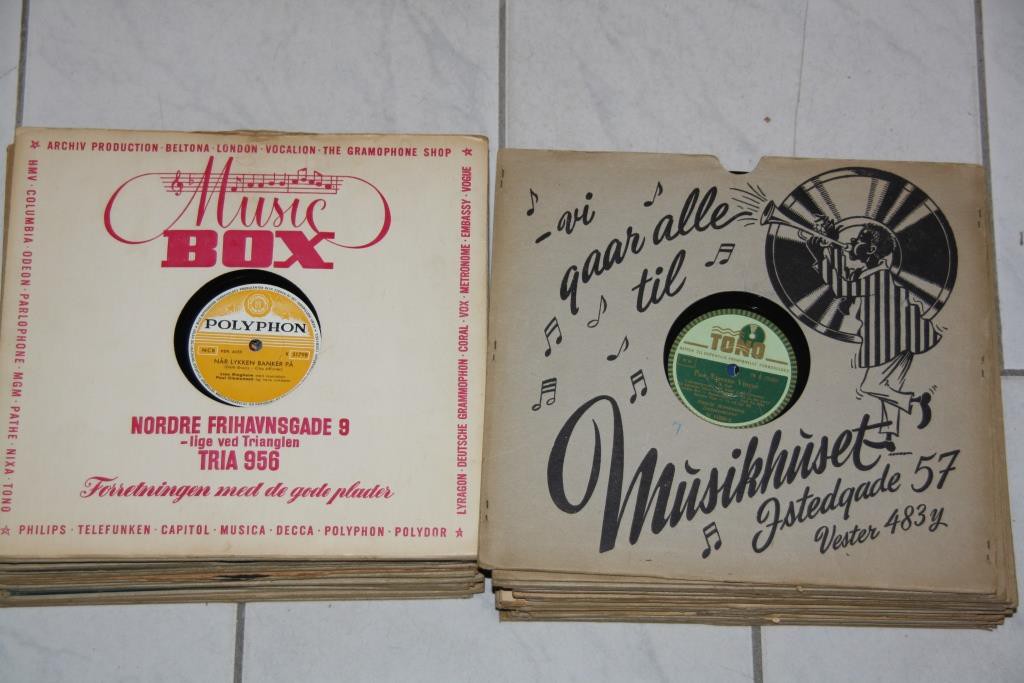 ★ ARCHIV PRODUCTION · BELTONA · LONDON · VOCALION · THE GRAMOPHONE SHOP ★
HMV · COLUMBIA · ODEON · PARLOPHONE · MGM · PATHE · NIXA · TONO
LYRAGON · DEUTSCHE GRAMMOPHON · CORAL · VOX · METRONOME · EMBASSY · VOGUE
Music
BOX
POLYPHON
NCB
NÅR LYKKEN BANKER PÅ
NORDRE FRIHAVNSGADE 9
-lige ved Trianglen
TRIA 956
Forretningen med de gode plader
★ PHILIPS · TELEFUNKEN · CAPITOL · MUSICA · DECCA · POLYPHON · POLYDOR ★
-vi
gaar alle
til
TONO
Musikhuset
Istedgade 57
Vester 483y